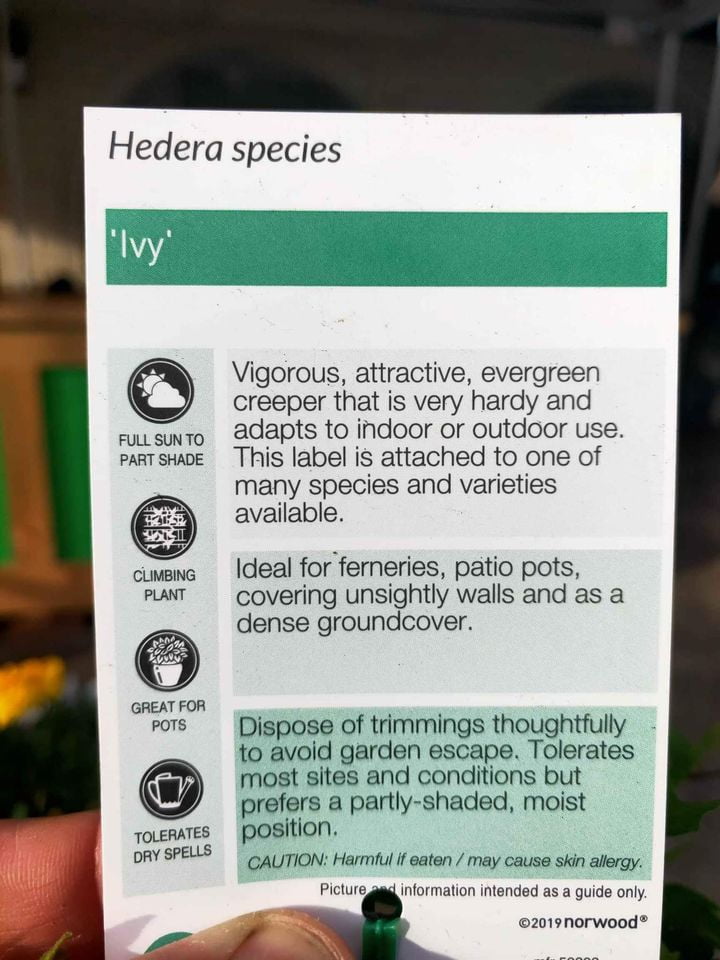 Hedera species
'Ivy'
FULL SUN TO
PART SHADE
CLIMBING
PLANT
GREAT FOR
POTS
TOLERATES
DRY SPELLS
Vigorous, attractive, evergreen
creeper that is very hardy and
adapts to indoor or outdoor use.
This label is attached to one of
many species and varieties
available.
Ideal for ferneries, patio pots,
covering unsightly walls and as a
dense groundcover.
Dispose of trimmings thoughtfully
to avoid garden escape. Tolerates
most sites and conditions but
prefers a partly-shaded, moist
position.
CAUTION: Harmful if eaten / may cause skin allergy.
Picture and information intended as a guide only.
©2019 norwood®